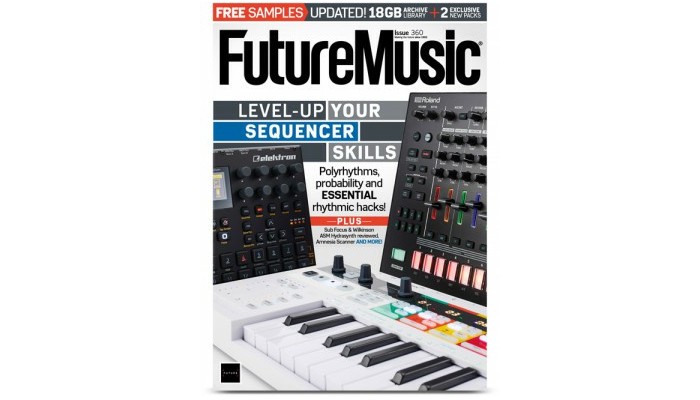 FREE SAMPLES UPDATED! 18GB ARCHIVE LIBRARY + 2 EXCLUSIVE NEW PACKS
Issue 360
FutureMusic
LEVEL-UP YOUR
SEQUENCER
SKILLS
Polyrhythms,
probability and
ESSENTIAL
rhythmic hacks!
PLUS
Sub Focus & Wilkinson
ASM Hydrasynth reviewed,
Amnesia Scanner AND MORE!
elektron
Roland
FUTURE